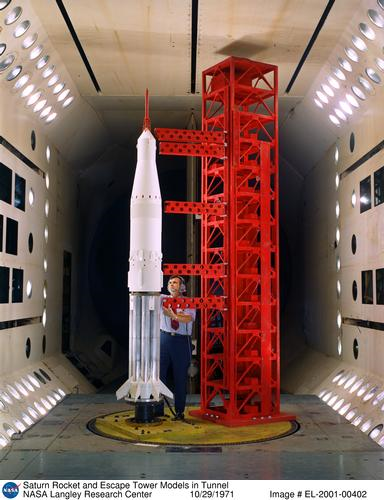 NASA
Saturn Rocket and Escape Tower Models in Tunnel
NASA Langley Research Center 10/29/1971 Image # EL-2001-00402